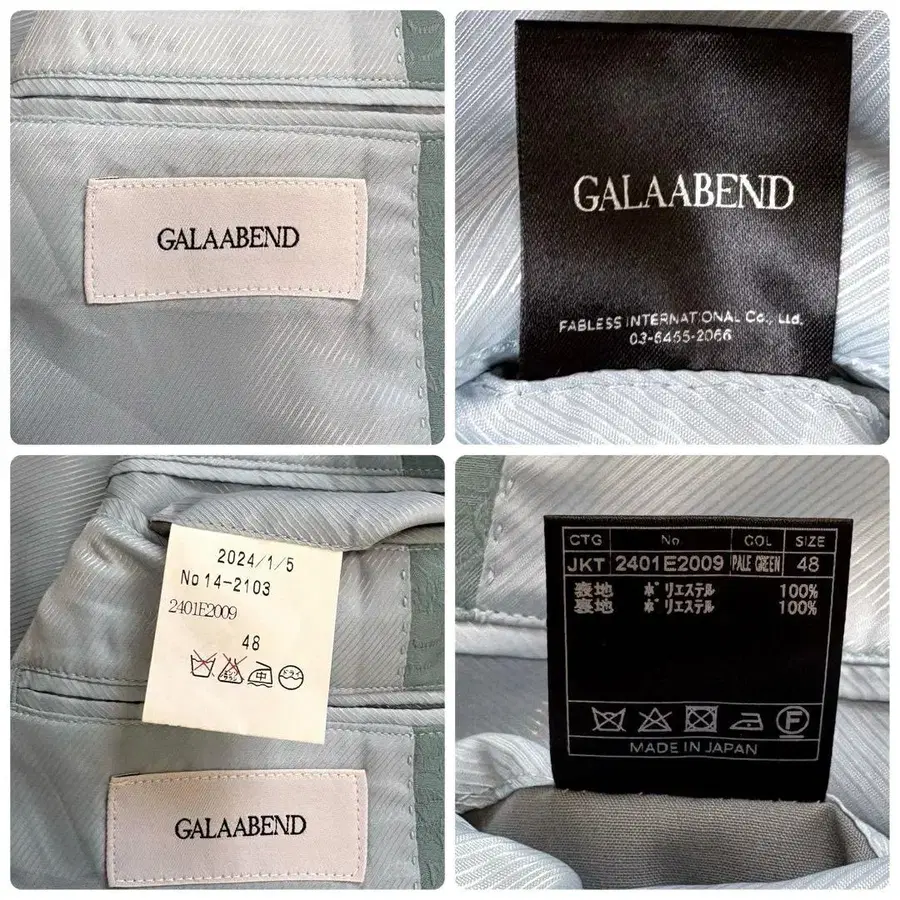 GALAABEND
GALAABEND
FABLESS INTERNATIONAL Co., Ltd.
03-6455-2066
2024/1/5
No 14-2103
2401E2009
48
中
GALAABEND
CTG No. COL SIZE
JKT 2401E2009 PALE GREEN 48
表地 ポリエステル 100%
裏地 ポリエステル 100%
F
MADE IN JAPAN